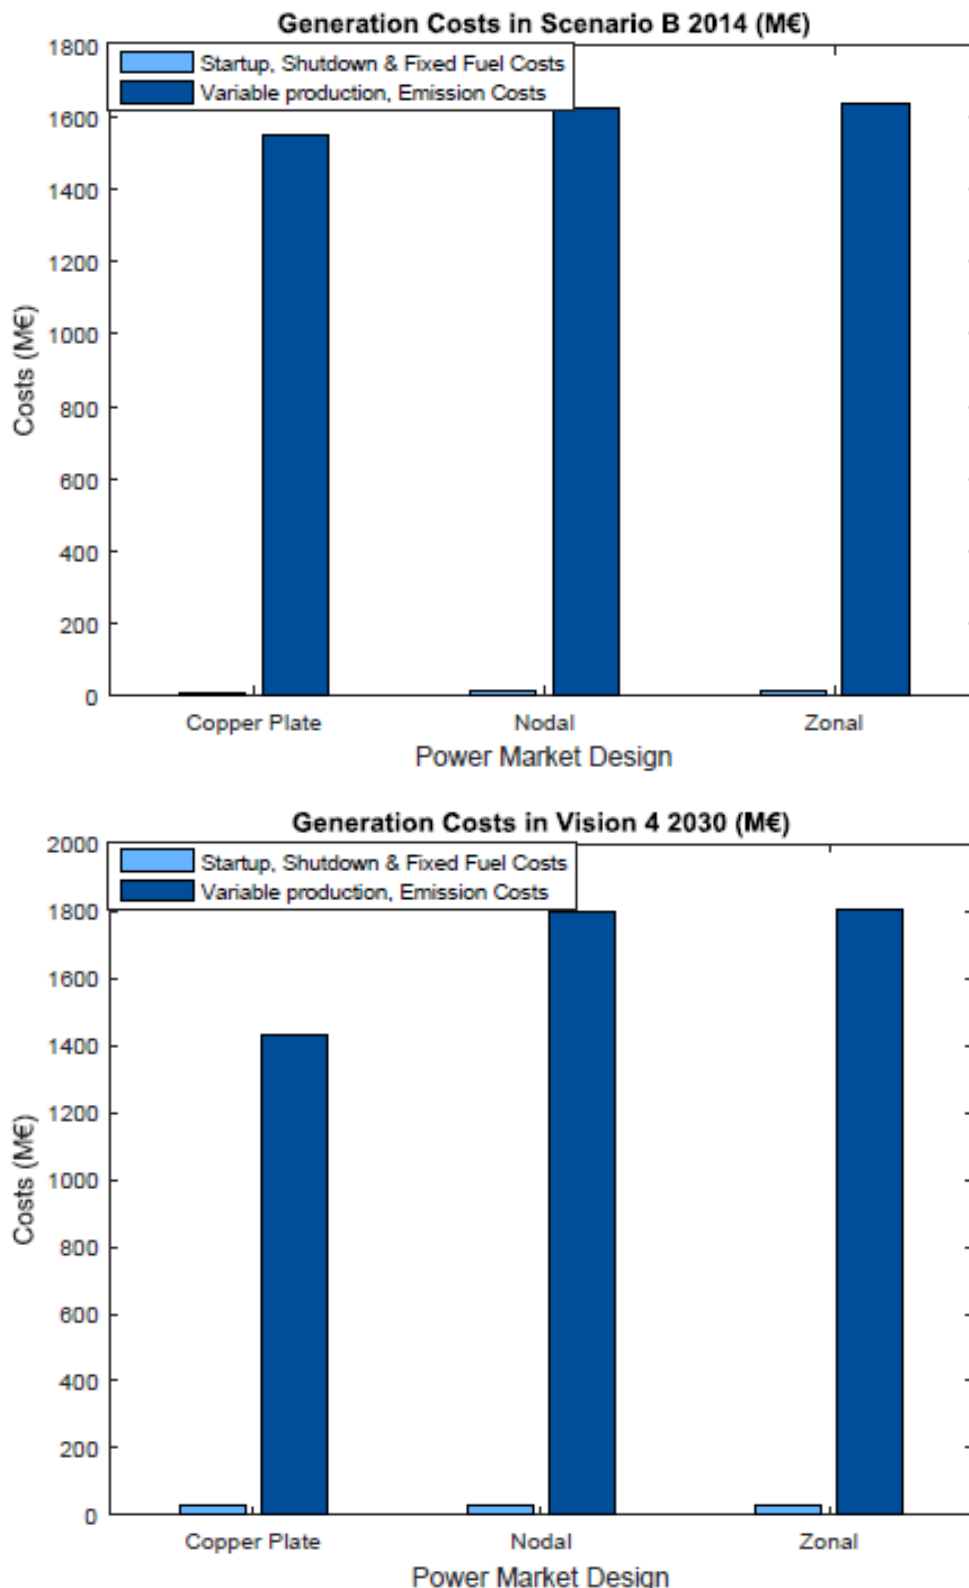 Generation Costs in Scenario B 2014 (M€)
Startup, Shutdown & Fixed Fuel Costs
Variable production, Emission Costs
1800
1600
1400
1200
1000
800
600
400
200
0
Costs (M€)
Copper Plate Nodal Zonal
Power Market Design
Generation Costs in Vision 4 2030 (M€)
Startup, Shutdown & Fixed Fuel Costs
Variable production, Emission Costs
2000
1800
1600
1400
1200
1000
800
600
400
200
0
Costs (M€)
Copper Plate Nodal Zonal
Power Market Design